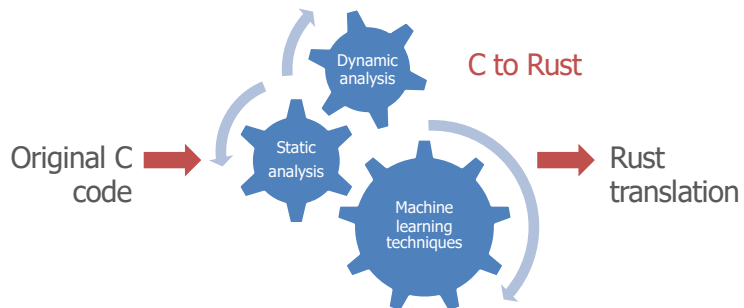 Dynamic
analysis
C to Rust
Original C
code
Static
analysis
Machine
learning
techniques
Rust
translation